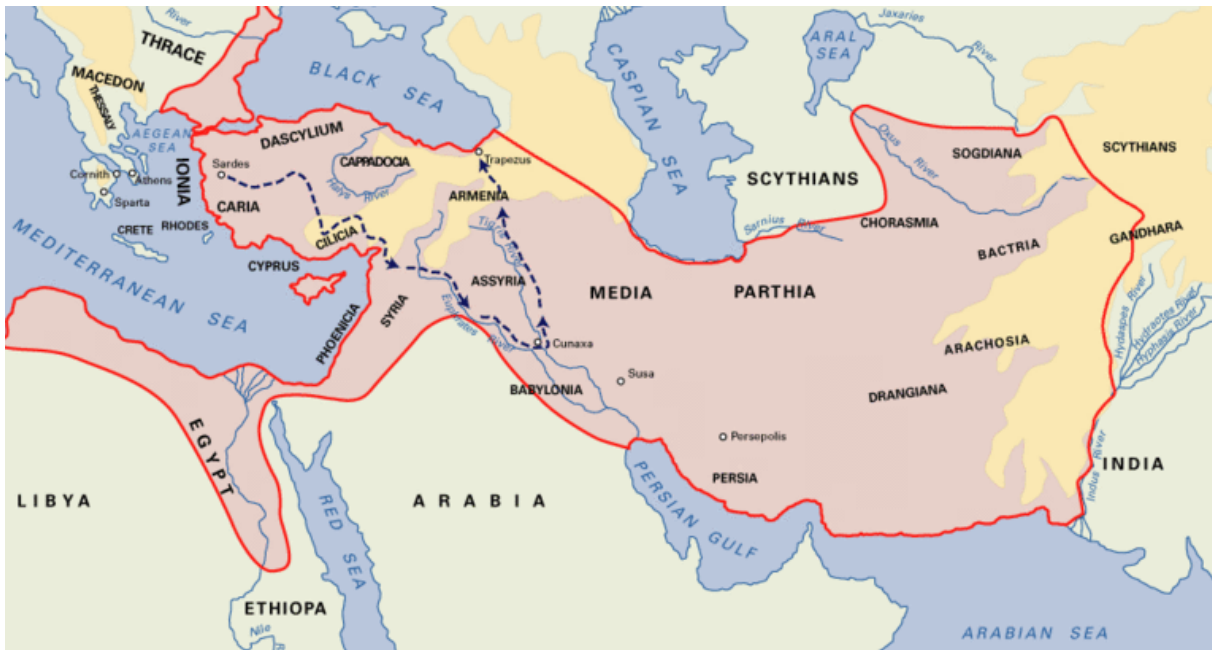 Jaxaries
River
River
THRACE
ARAL
SEA
BLACK SEA
CASPIAN
SEA
MACEDON
THESSALY
AEGEAN
SEA
DASCYLIUM
Oxus
River
SOGDIANA
SCYTHIANS
Trapezus
CAPPADOCIA
Halys
River
IONIA
Sardes
Cornith
Athens
Sparta
SCYTHIANS
ARMENIA
CARIA
CHORASMIA
CRETE
RHODES
Sarnius River
CILICIA
Tigris River
GANDHARA
BACTRIA
MEDITERRANEAN SEA
CYPRUS
ASSYRIA
MEDIA
PARTHIA
SYRIA
Euphrates River
PHOENICIA
Hydaspes River
Hydraotes River
Hyphasis River
Cunaxa
ARACHOSIA
Susa
BABYLONIA
DRANGIANA
EGYPT
Persepolis
PERSIA
Indus River
INDIA
LIBYA
ARABIA
RED
SEA
PERSIAN GULF
ETHIOPA
Nile
ARABIAN SEA